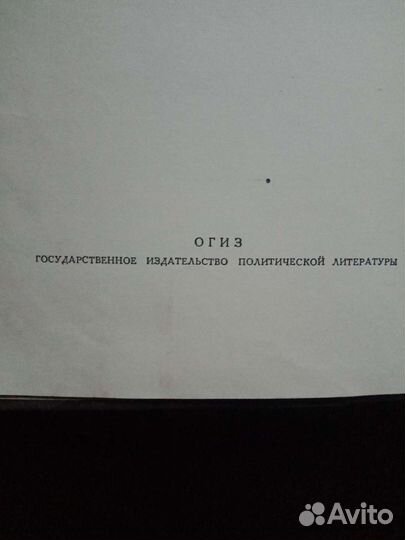 ОГИЗ
ГОСУДАРСТВЕННОЕ ИЗДАТЕЛЬСТВО ПОЛИТИЧЕСКОЙ ЛИТЕРАТУРЫ
Avito